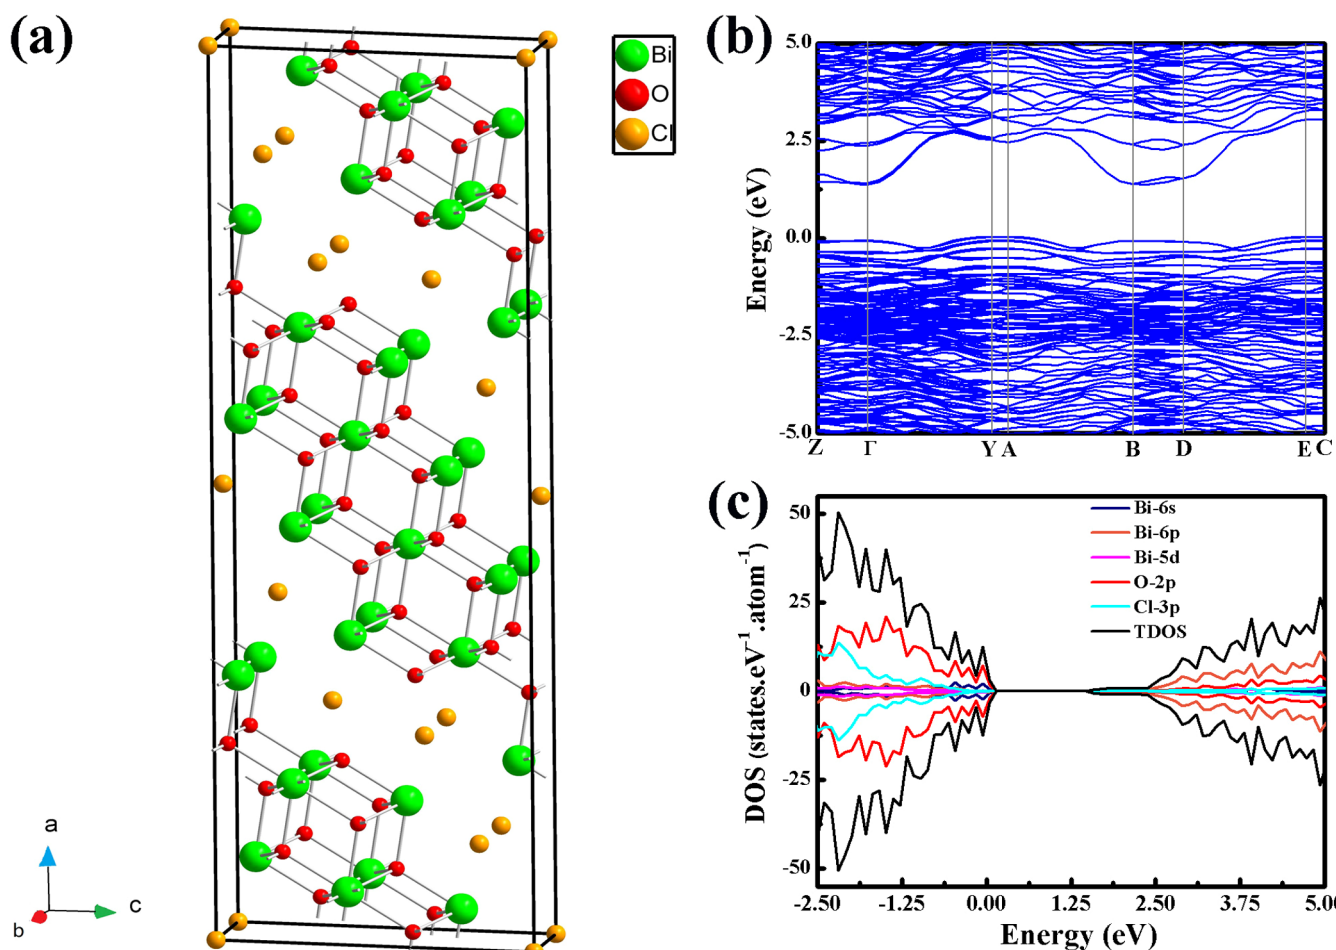 (a)
Bi
O
Cl
a
b
c
(b)
5.0
2.5
0.0
-2.5
-5.0
Energy (eV)
Z Γ Y A B D E C
(c)
50
25
0
-25
-50
DOS (states.eV⁻¹.atom⁻¹)
Bi-6s
Bi-6p
Bi-5d
O-2p
Cl-3p
TDOS
-2.50 -1.25 0.00 1.25 2.50 3.75 5.00
Energy (eV)